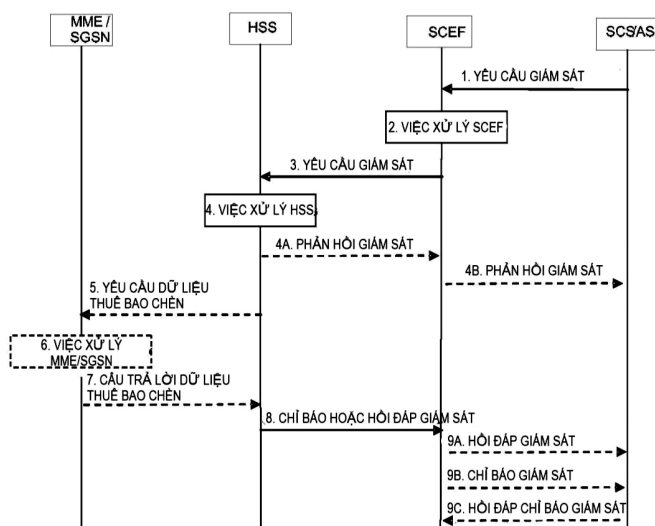 MME /
SGSN
HSS
SCEF
SCS/AS
1. YÊU CẦU GIÁM SÁT
2. VIỆC XỬ LÝ SCEF
3. YÊU CẦU GIÁM SÁT
4. VIỆC XỬ LÝ HSS
4A. PHẢN HỒI GIÁM SÁT
4B. PHẢN HỒI GIÁM SÁT
5. YÊU CẦU DỮ LIỆU
THUÊ BAO CHÈN
6. VIỆC XỬ LÝ
MME/SGSN
7. CÂU TRẢ LỜI DỮ LIỆU
THUÊ BAO CHÈN
8. CHỈ BÁO HOẶC HỒI ĐÁP GIÁM SÁT
9A. HỒI ĐÁP GIÁM SÁT
9B. CHỈ BÁO GIÁM SÁT
9C. HỒI ĐÁP CHỈ BÁO GIÁM SÁT